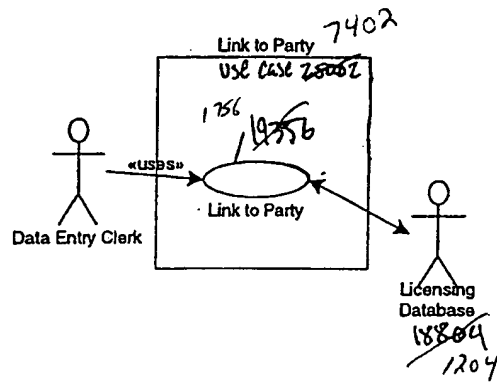 7402
Link to Party
use case 28002
1756
19356
«uses»
Link to Party
Data Entry Clerk
Licensing
Database
18804
1204